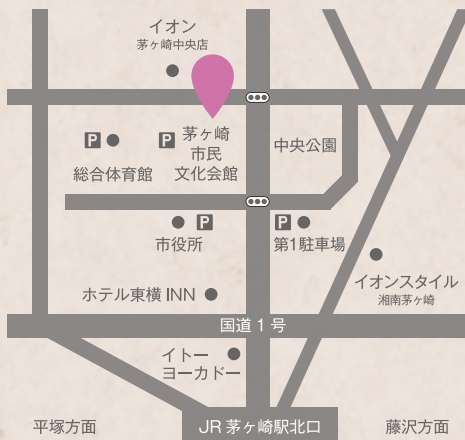 イオン
茅ヶ崎中央店
P
P
茅ヶ崎
市民
文化会館
総合体育館
中央公園
P
P
市役所
第1駐車場
イオンスタイル
湘南茅ヶ崎
ホテル東横 INN
国道 1 号
イトー
ヨーカドー
平塚方面
JR 茅ヶ崎駅北口
藤沢方面